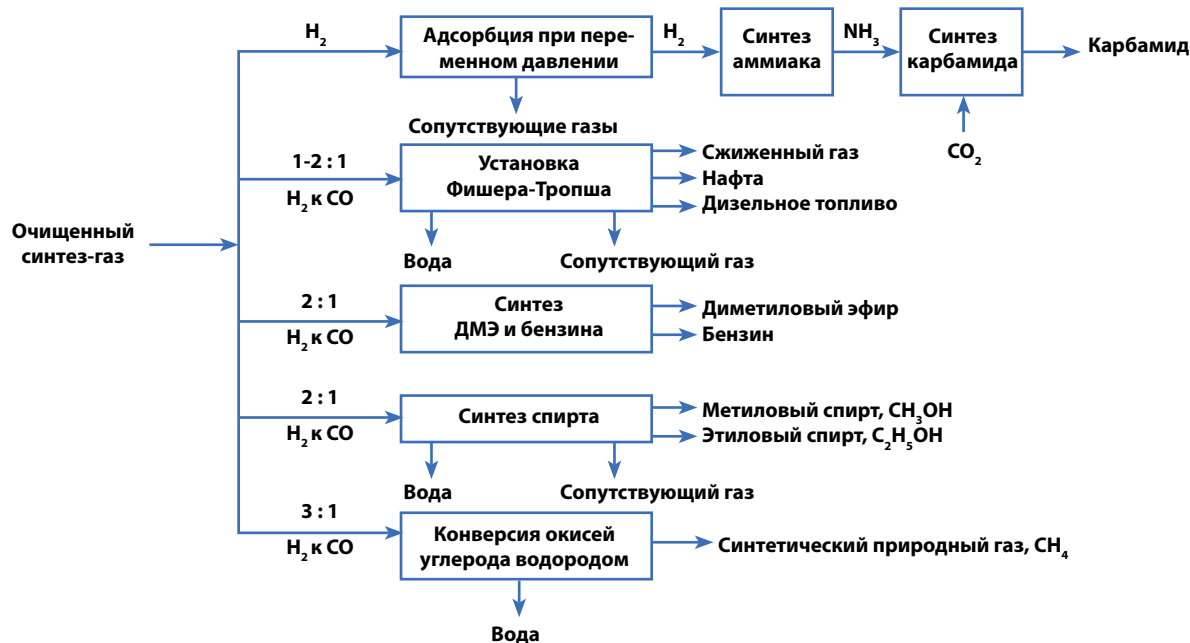 H₂
Адсорбция при пере-
менном давлении
H₂
Синтез
аммиака
NH₃
Синтез
карбамида
Карбамид
CO₂
Сопутствующие газы
1-2 : 1
H₂ к CO
Установка
Фишера-Тропша
Сжиженный газ
Нафта
Дизельное топливо
Вода
Сопутствующий газ
Очищенный
синтез-газ
2 : 1
H₂ к CO
Синтез
ДМЭ и бензина
Диметиловый эфир
Бензин
2 : 1
H₂ к CO
Синтез спирта
Метиловый спирт, CH₃OH
Этиловый спирт, C₂H₅OH
Вода
Сопутствующий газ
3 : 1
H₂ к CO
Конверсия окисей
углерода водородом
Синтетический природный газ, CH₄
Вода